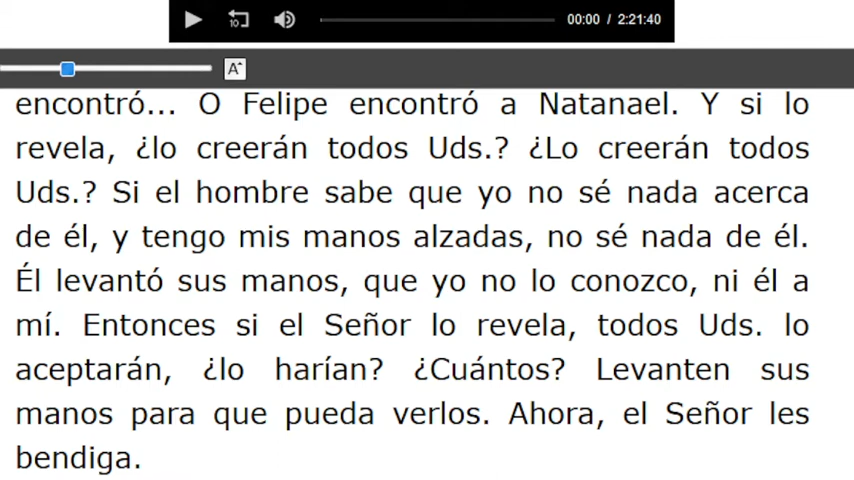 10
00:00 / 2:21:40
A
encontró... O Felipe encontró a Natanael. Y si lo
revela, ¿lo creerán todos Uds.? ¿Lo creerán todos
Uds.? Si el hombre sabe que yo no sé nada acerca
de él, y tengo mis manos alzadas, no sé nada de él.
Él levantó sus manos, que yo no lo conozco, ni él a
mí. Entonces si el Señor lo revela, todos Uds. lo
aceptarán, ¿lo harían? ¿Cuántos? Levanten sus
manos para que pueda verlos. Ahora, el Señor les
bendiga.